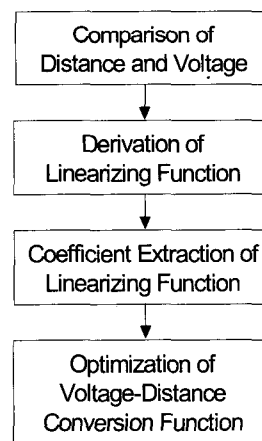 Comparison of
Distance and Voltage
Derivation of
Linearizing Function
Coefficient Extraction of
Linearizing Function
Optimization of
Voltage-Distance
Conversion Function